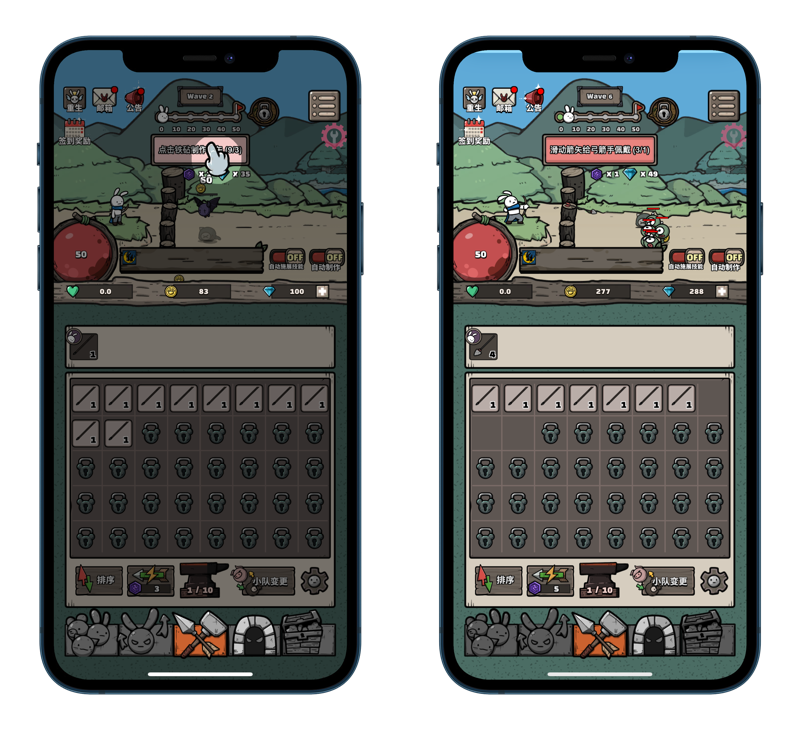 重生
邮箱
公告
Wave 2
0 10 20 30 40 50
签到奖励
点击铁砧制作
(9/3)
50
X 35
50
OFF
OFF
自动施展技能
自动制作
0.0
83
100
1
1 1 1 1 1 1 1 1
1 1
排序
3
1 / 10
小队变更
重生
邮箱
公告
Wave 6
0 10 20 30 40 50
签到奖励
滑动箭矢给弓箭手佩戴 (3/1)
X 1
X 49
50
OFF
OFF
自动施展技能
自动制作
0.0
277
288
4
1 1 1 1 1 1 1
排序
5
1 / 10
小队变更